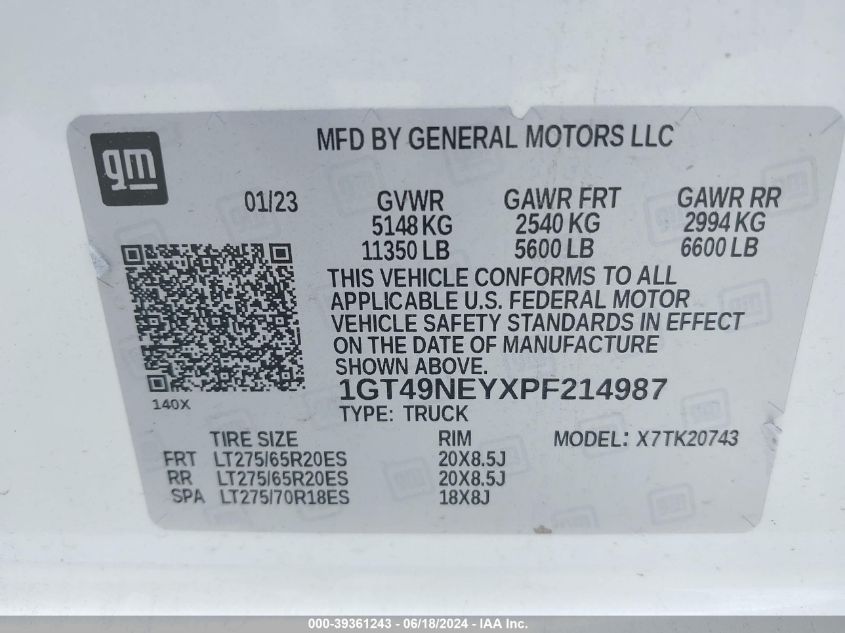 MFD BY GENERAL MOTORS LLC
gm
01/23 GVWR GAWR FRT GAWR RR
5148 KG 2540 KG 2994 KG
11350 LB 5600 LB 6600 LB
THIS VEHICLE CONFORMS TO ALL
APPLICABLE U.S. FEDERAL MOTOR
VEHICLE SAFETY STANDARDS IN EFFECT
ON THE DATE OF MANUFACTURE
SHOWN ABOVE.
1GT49NEYXPF214987
140X
TYPE: TRUCK
TIRE SIZE RIM MODEL: X7TK20743
FRT LT275/65R20ES 20X8.5J
RR LT275/65R20ES 20X8.5J
SPA LT275/70R18ES 18X8J
000-39361243 - 06/18/2024 - IAA Inc.